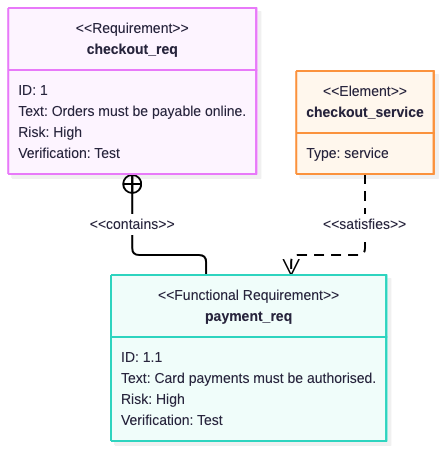 <<Requirement>>
checkout_req
ID: 1
Text: Orders must be payable online.
Risk: High
Verification: Test
<<Element>>
checkout_service
Type: service
<<contains>>
<<satisfies>>
<<Functional Requirement>>
payment_req
ID: 1.1
Text: Card payments must be authorised.
Risk: High
Verification: Test